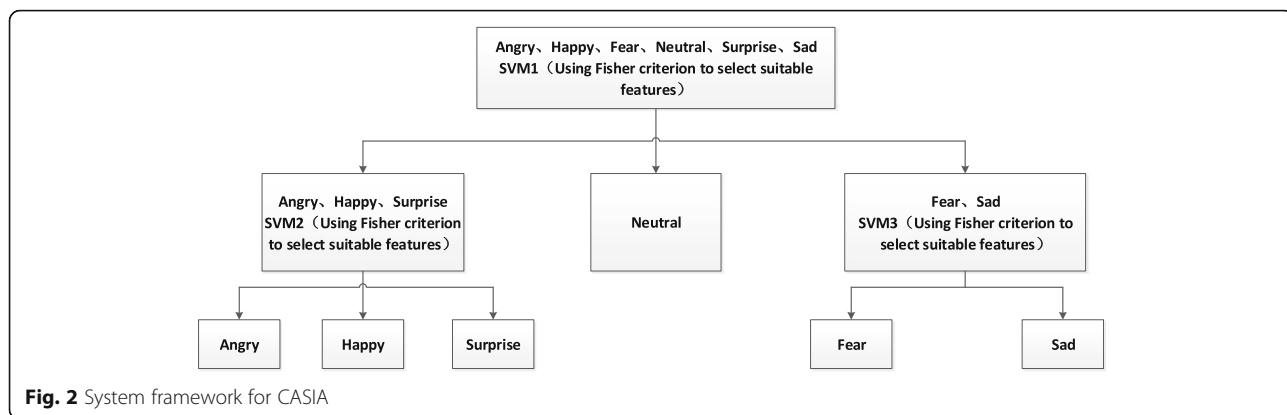 Angry、Happy、Fear、Neutral、Surprise、Sad
SVM1（Using Fisher criterion to select suitable
features）
Angry、Happy、Surprise
SVM2（Using Fisher criterion
to select suitable features）
Neutral
Fear、Sad
SVM3（Using Fisher criterion to
select suitable features）
Angry
Happy
Surprise
Fear
Sad
Fig. 2 System framework for CASIA